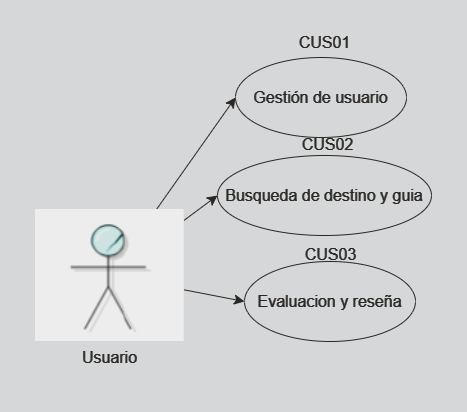 CUS01
Gestión de usuario
CUS02
Busqueda de destino y guia
CUS03
Evaluacion y reseña
Usuario